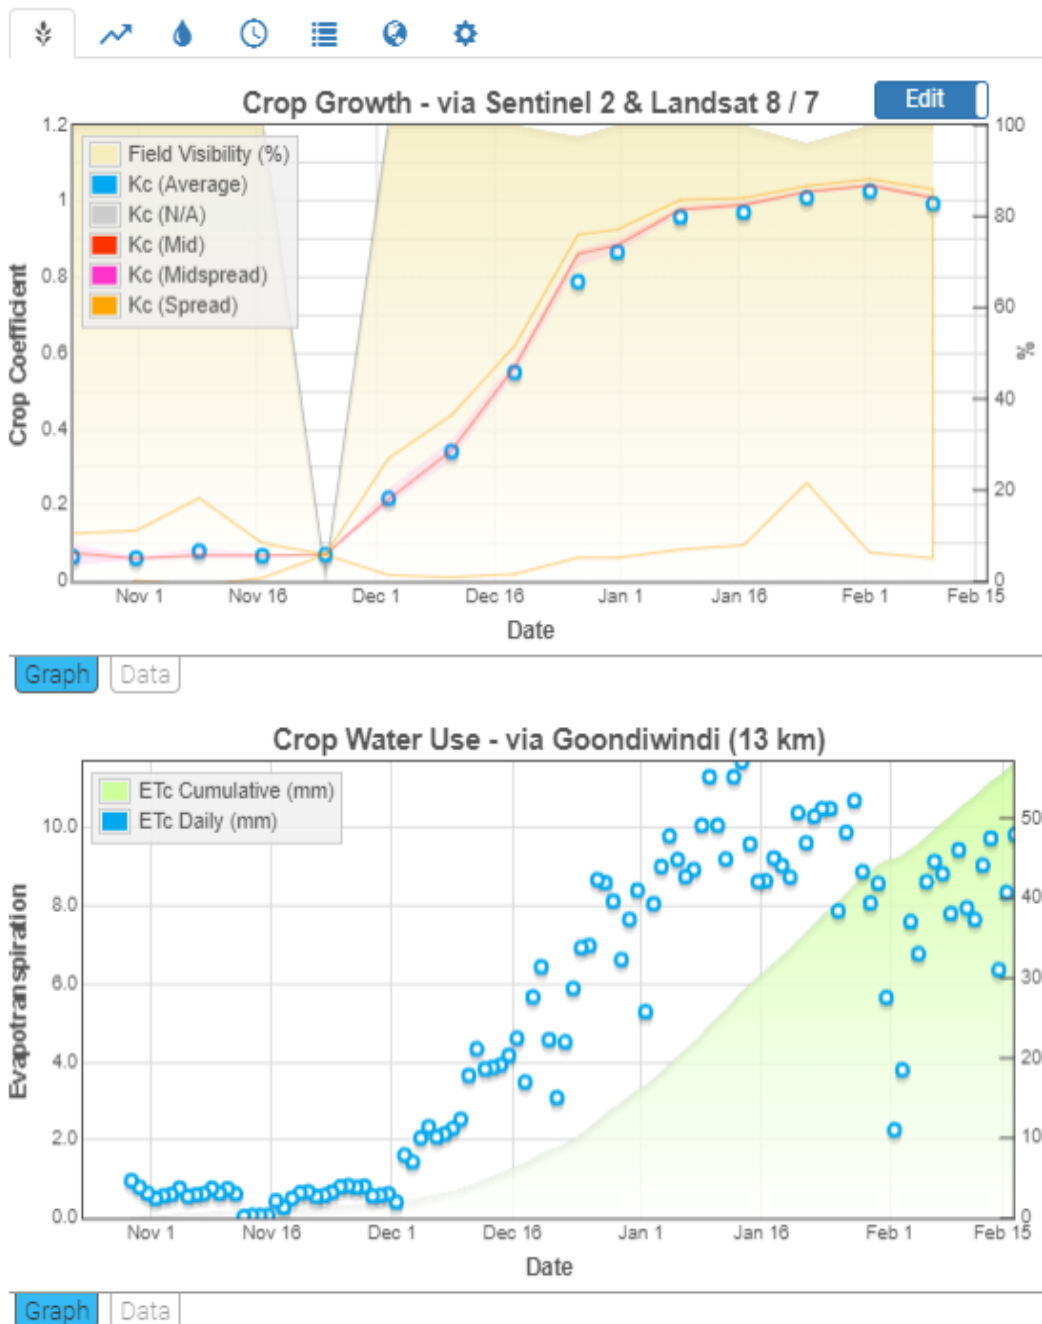 Crop Growth - via Sentinel 2 & Landsat 8 / 7
Edit
Field Visibility (%)
Kc (Average)
Kc (N/A)
Kc (Mid)
Kc (Midspread)
Kc (Spread)
Crop Coefficient
1.2
1
0.8
0.6
0.4
0.2
0
100
80
60
40
20
0
%
Nov 1 Nov 16 Dec 1 Dec 16 Jan 1 Jan 16 Feb 1 Feb 15
Date
Graph Data
Crop Water Use - via Goondiwindi (13 km)
ETc Cumulative (mm)
ETc Daily (mm)
Evapotranspiration
10.0
8.0
6.0
4.0
2.0
0.0
50
40
30
20
10
0
Nov 1 Nov 16 Dec 1 Dec 16 Jan 1 Jan 16 Feb 1 Feb 15
Date
Graph Data